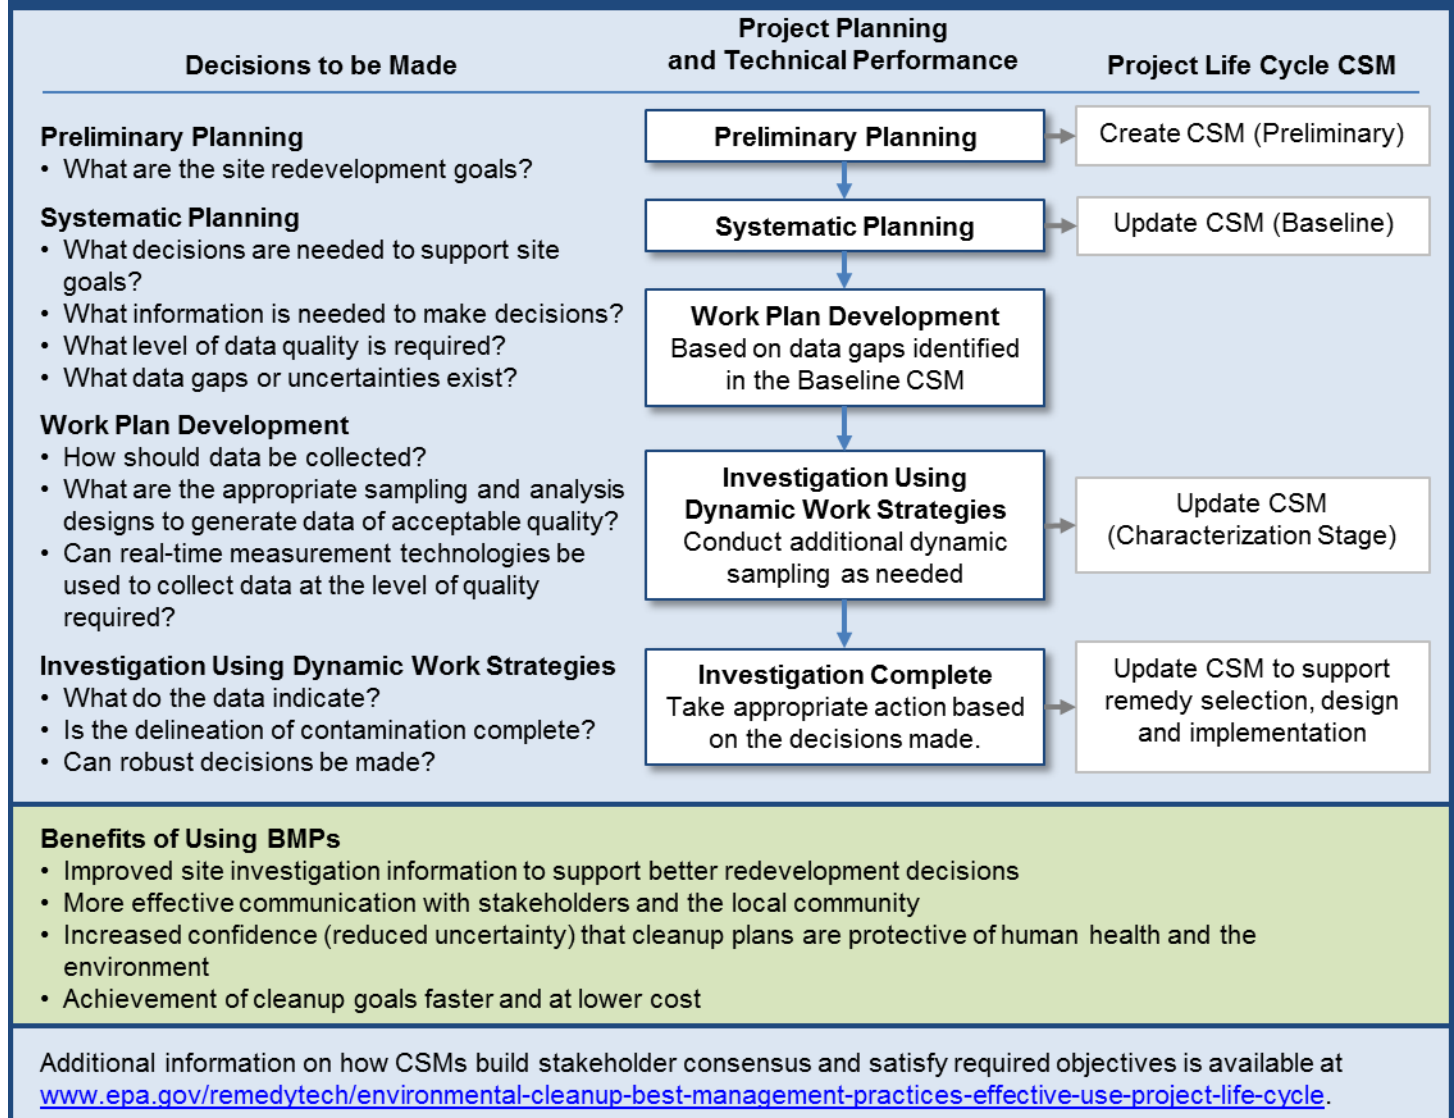 Decisions to be Made
Project Planning
and Technical Performance
Project Life Cycle CSM
Preliminary Planning
• What are the site redevelopment goals?
Systematic Planning
• What decisions are needed to support site
goals?
• What information is needed to make decisions?
• What level of data quality is required?
• What data gaps or uncertainties exist?
Work Plan Development
• How should data be collected?
• What are the appropriate sampling and analysis
designs to generate data of acceptable quality?
• Can real-time measurement technologies be
used to collect data at the level of quality
required?
Investigation Using Dynamic Work Strategies
• What do the data indicate?
• Is the delineation of contamination complete?
• Can robust decisions be made?
Preliminary Planning
Systematic Planning
Work Plan Development
Based on data gaps identified
in the Baseline CSM
Investigation Using
Dynamic Work Strategies
Conduct additional dynamic
sampling as needed
Investigation Complete
Take appropriate action based
on the decisions made.
Create CSM (Preliminary)
Update CSM (Baseline)
Update CSM
(Characterization Stage)
Update CSM to support
remedy selection, design
and implementation
Benefits of Using BMPs
• Improved site investigation information to support better redevelopment decisions
• More effective communication with stakeholders and the local community
• Increased confidence (reduced uncertainty) that cleanup plans are protective of human health and the
environment
• Achievement of cleanup goals faster and at lower cost
Additional information on how CSMs build stakeholder consensus and satisfy required objectives is available at
www.epa.gov/remedytech/environmental-cleanup-best-management-practices-effective-use-project-life-cycle.